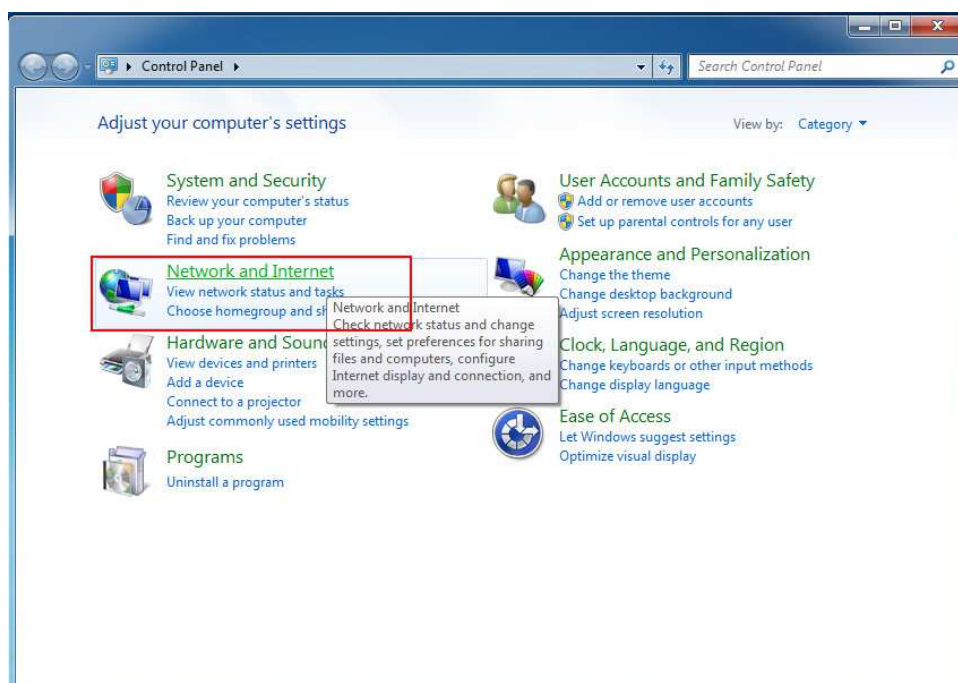 Control Panel
Search Control Panel
Adjust your computer's settings
View by: Category
System and Security
Review your computer's status
Back up your computer
Find and fix problems
Network and Internet
View network status and tasks
Choose homegroup and sh
Network and Internet
Check network status and change
settings, set preferences for sharing
files and computers, configure
Internet display and connection, and
more.
Hardware and Soun
View devices and printers
Add a device
Connect to a projector
Adjust commonly used mobility settings
Programs
Uninstall a program
User Accounts and Family Safety
Add or remove user accounts
Set up parental controls for any user
Appearance and Personalization
Change the theme
Change desktop background
Adjust screen resolution
Clock, Language, and Region
Change keyboards or other input methods
Change display language
Ease of Access
Let Windows suggest settings
Optimize visual display